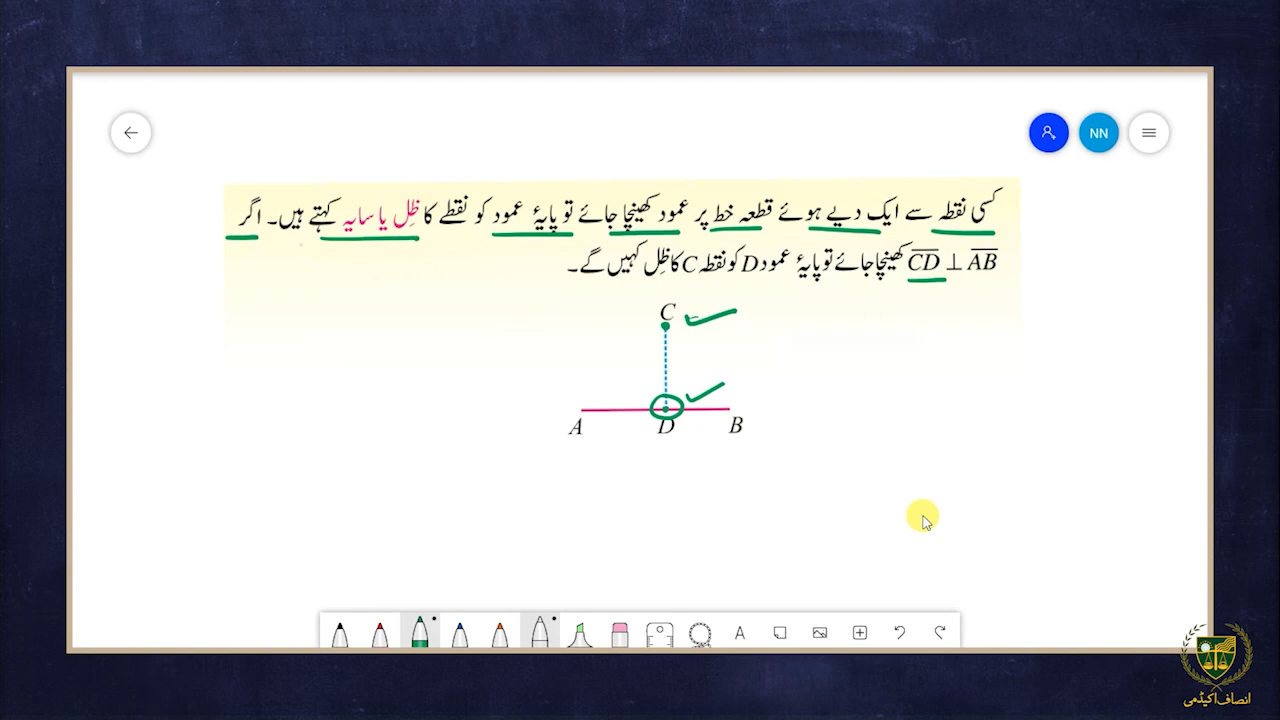 NN
کسی نقطہ سے ایک دیے ہوئے قطعہ خط پر عمود کھینچا جائے تو پایۂ عمود کو نقطے کا ظِل یا سایہ کہتے ہیں۔ اگر
AB ⊥ CD کھینچا جائے تو پایۂ عمود D کو نقطہ C کا ظِل کہیں گے۔
C
A D B
A
انصاف اکیڈمی